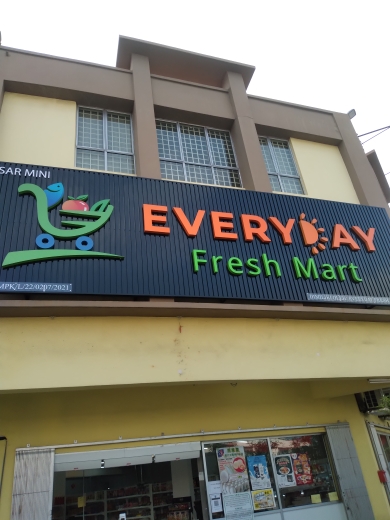 SAR MINI
EVERYDAY
Fresh Mart
MPK/L/22/0207/2021